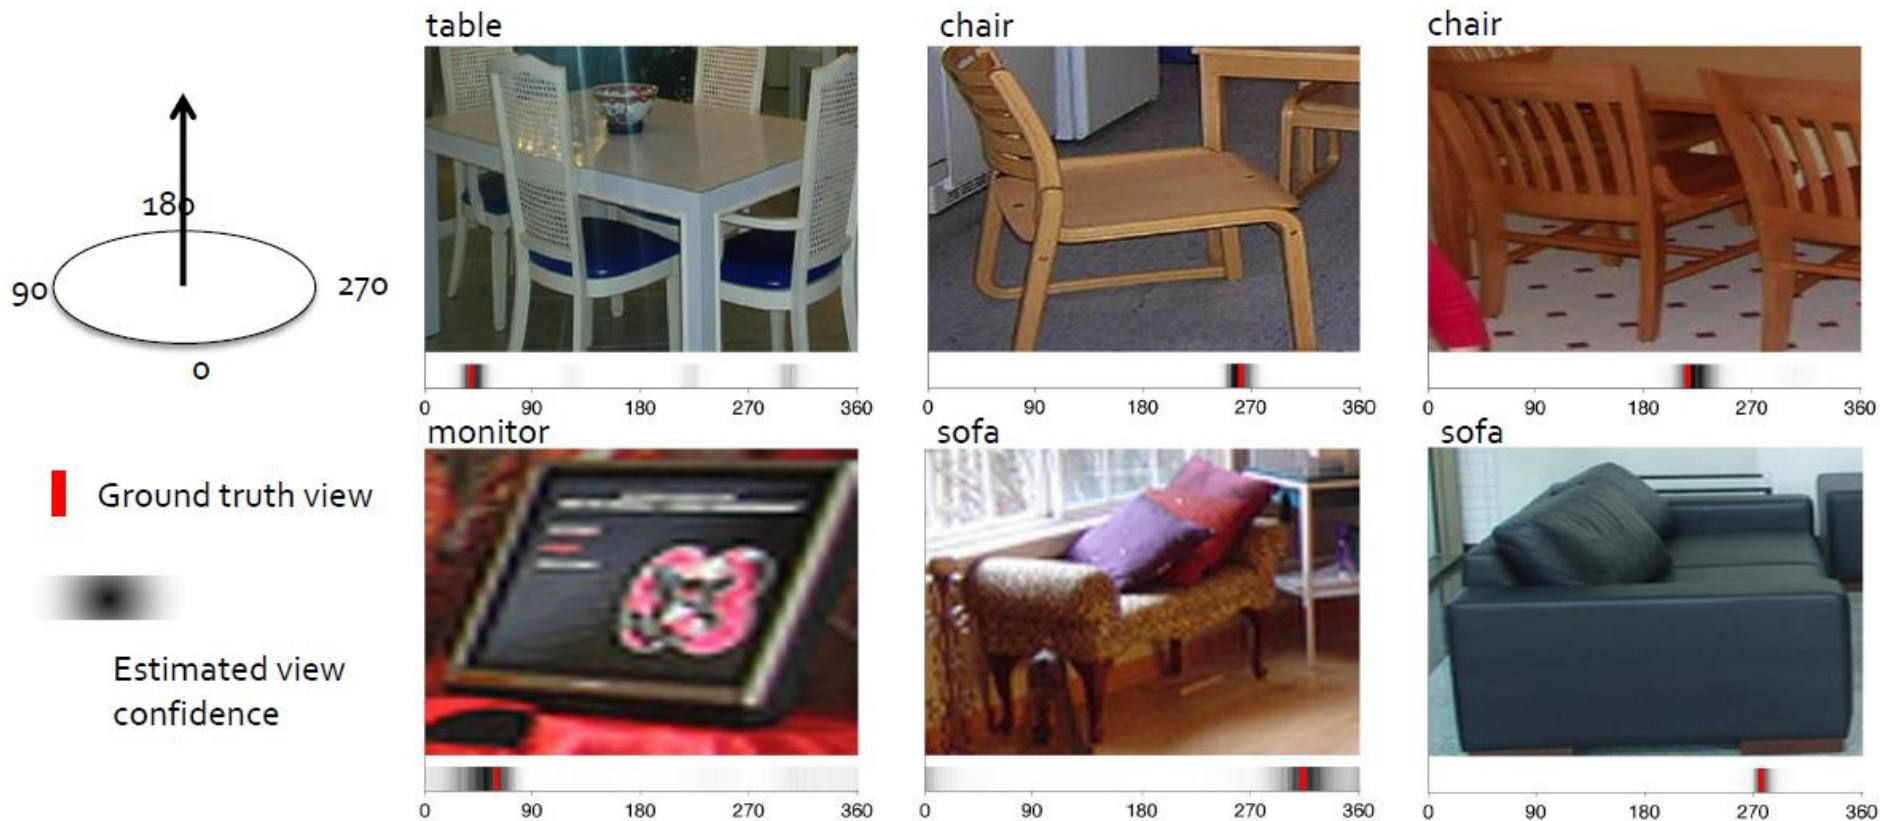 180
90
270
0
Ground truth view
Estimated view
confidence
table
0 90 180 270 360
chair
0 90 180 270 360
chair
0 90 180 270 360
monitor
0 90 180 270 360
sofa
0 90 180 270 360
sofa
0 90 180 270 360